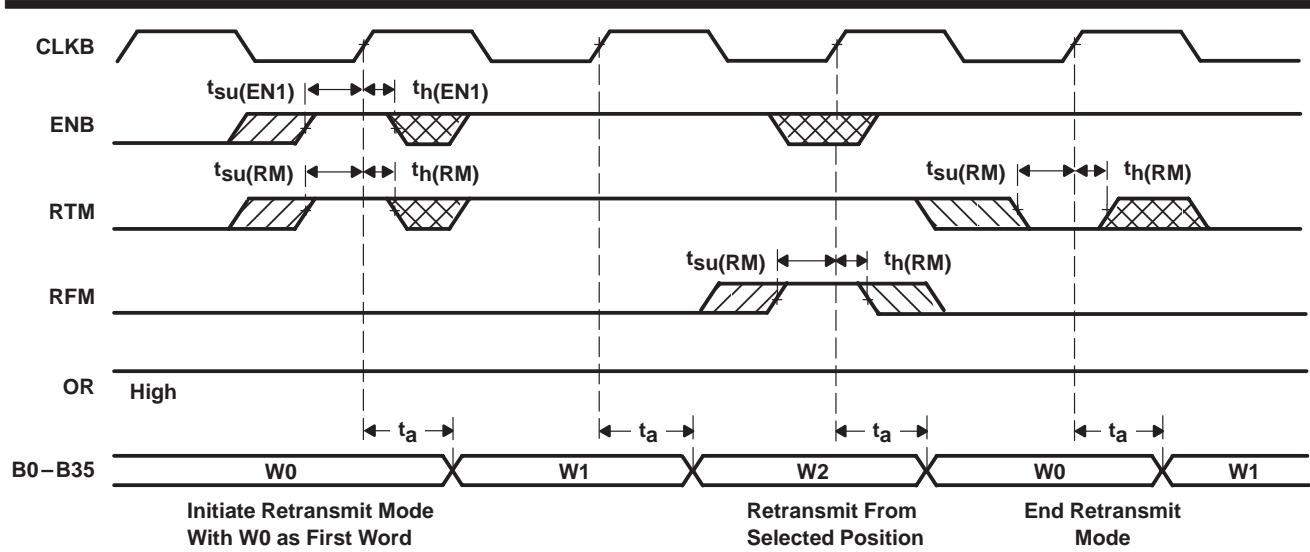 CLKB
tsu(EN1) th(EN1)
ENB
tsu(RM) th(RM) tsu(RM) th(RM)
RTM
tsu(RM) th(RM)
RFM
OR High
ta ta ta ta
B0–B35 W0 W1 W2 W0 W1
Initiate Retransmit Mode Retransmit From End Retransmit
With W0 as First Word Selected Position Mode